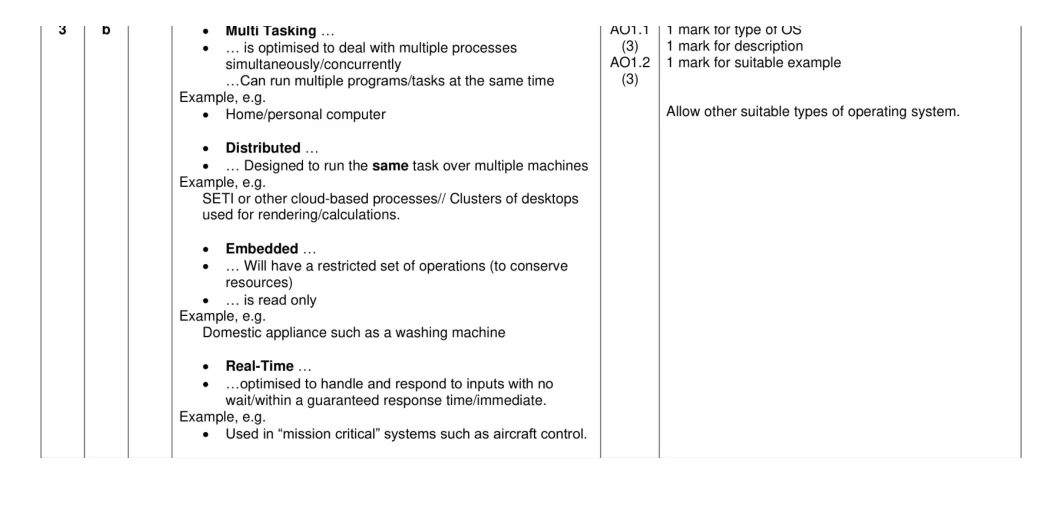 3 b • Multi Tasking … AO1.1 1 mark for type of OS
• … is optimised to deal with multiple processes (3) 1 mark for description
simultaneously/concurrently AO1.2 1 mark for suitable example
…Can run multiple programs/tasks at the same time (3)
Example, e.g.
• Home/personal computer Allow other suitable types of operating system.
• Distributed …
• … Designed to run the same task over multiple machines
Example, e.g.
SETI or other cloud-based processes// Clusters of desktops
used for rendering/calculations.
• Embedded …
• … Will have a restricted set of operations (to conserve
resources)
• … is read only
Example, e.g.
Domestic appliance such as a washing machine
• Real-Time …
• …optimised to handle and respond to inputs with no
wait/within a guaranteed response time/immediate.
Example, e.g.
• Used in “mission critical” systems such as aircraft control.